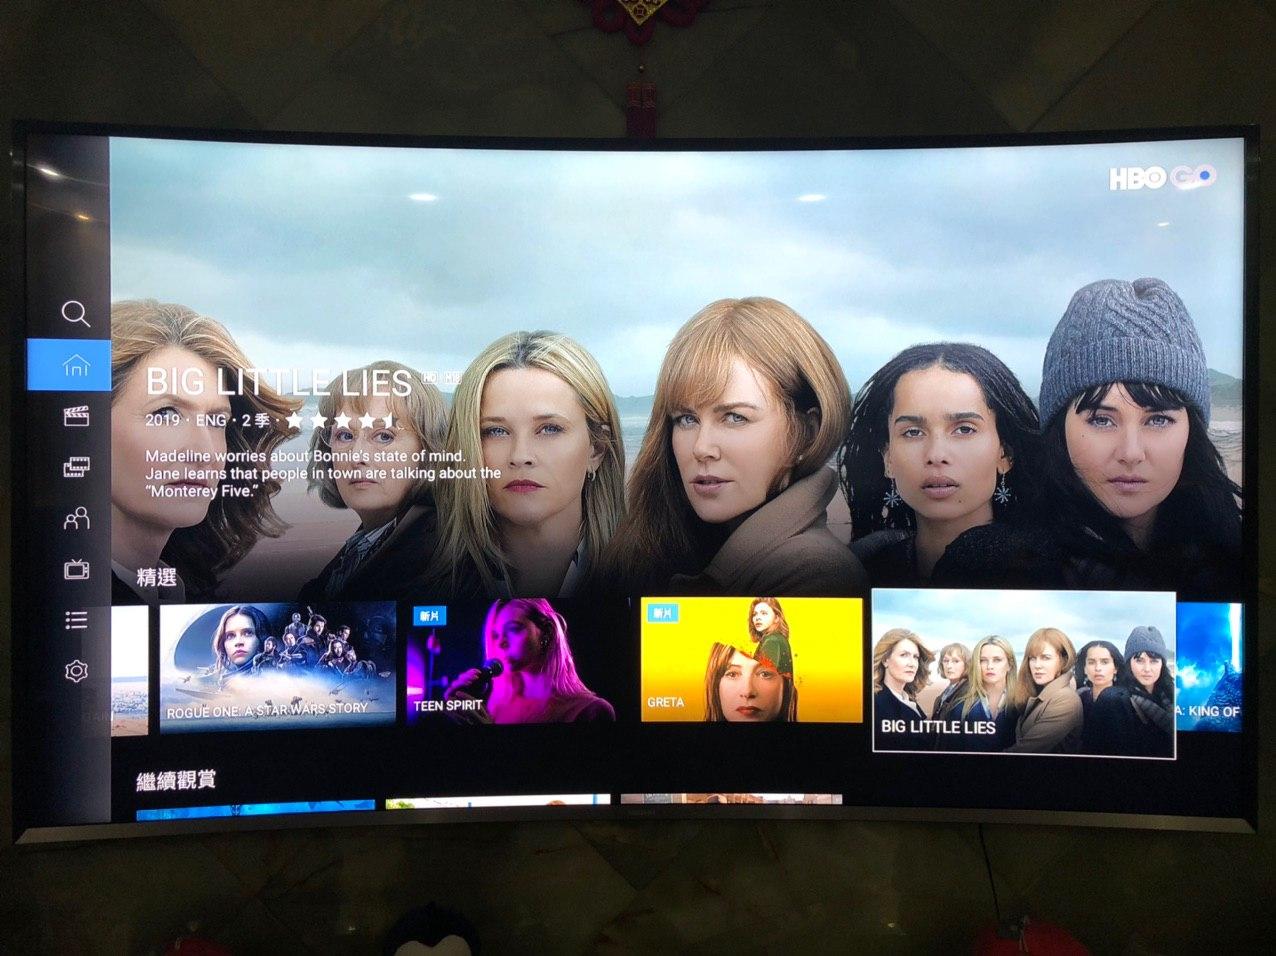 HBO GO
BIG LITTLE LIES HD
2019 · ENG · 2 季 ·
Madeline worries about Bonnie's state of mind.
Jane learns that people in town are talking about the
“Monterey Five.”
精選
ROGUE ONE: A STAR WARS STORY
新片
TEEN SPIRIT
新片
GRETA
BIG LITTLE LIES
A: KING OF
繼續觀賞